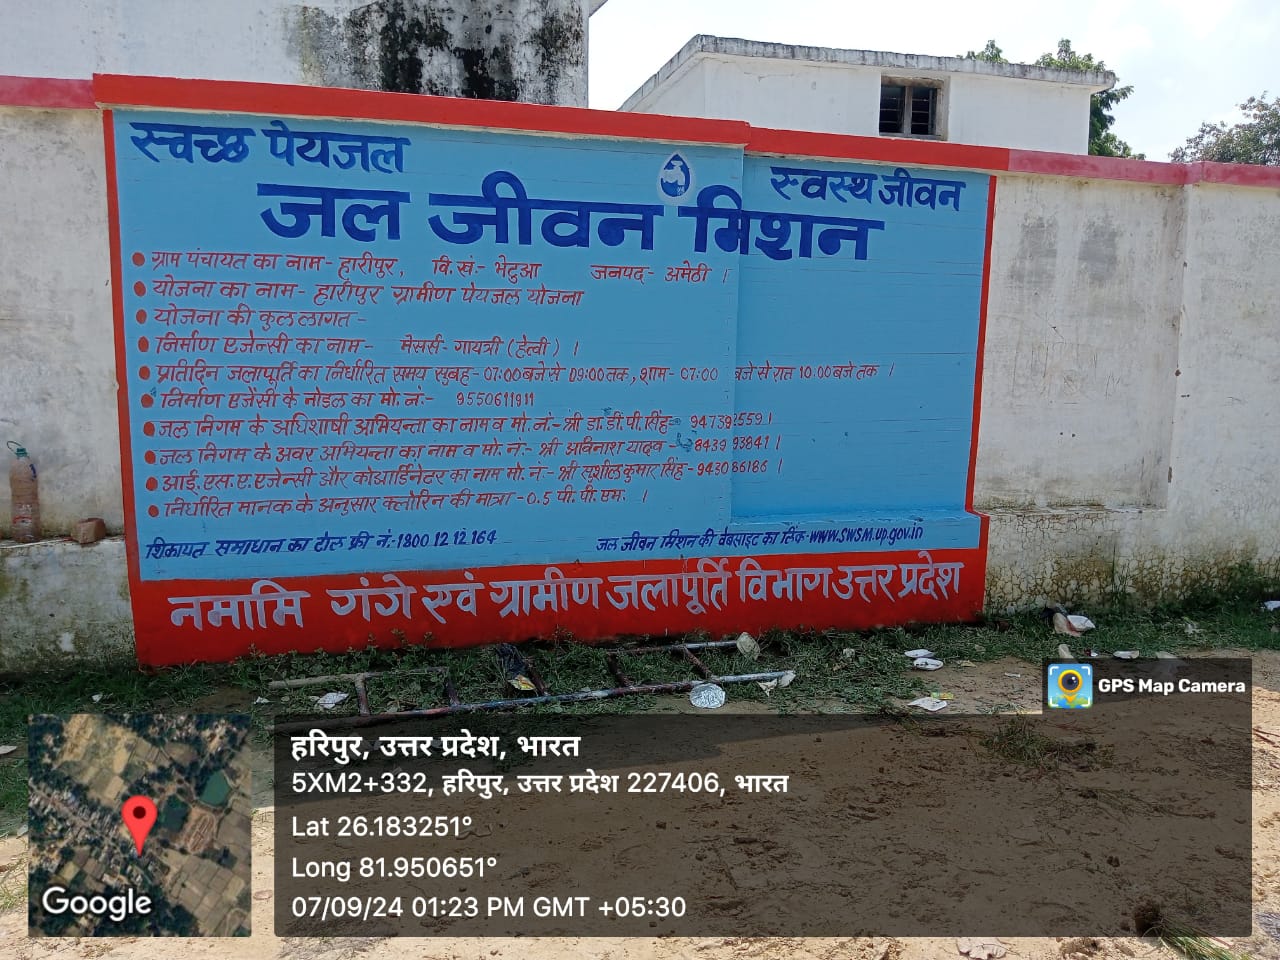 स्वच्छ पेयजल
स्वस्थ जीवन
जल जीवन मिशन
• ग्राम पंचायत का नाम- हारीपुर, वि.खं:- भेटुआ जनपद- अमेठी ।
• योजना का नाम- हारीपुर ग्रामीण पेयजल योजना
• योजना की कुल लागत-
• निर्माण एजेन्सी का नाम- मेसर्स- गायत्री (हेत्वी) ।
• प्रतिदिन जलापूर्ति का निर्धारित समय सुबह- 07:00 बजे से 09:00 तक, शाम- 07:00 बजे से रात 10:00 बजे तक ।
• निर्माण एजेंसी के नोडल का मो. नं:- 9550611911
• जल निगम के अधिशाषी अभियन्ता का नाम व मो. नं:- श्री डा. डी. पी. सिंह- 947392559।
• जल निगम के अवर अभियन्ता का नाम व मो. नं:- श्री अविनाश यादव - 8439 93841 ।
• आई. एस. ए. एजेन्सी और कोआर्डिनेटर का नाम मो. नं:- श्री सुशील कुमार सिंह- 943086186 ।
• निर्धारित मानक के अनुसार क्लोरिन की मात्रा - 0.5 पी. पी. एम. ।
शिकायत समाधान का टोल फ्री नं:- 1800 12 12 164
जल जीवन मिशन की वेबसाइट का लिंक- www.swsm.up.gov.in
नमामि गंगे एवं ग्रामीण जलापूर्ति विभाग उत्तर प्रदेश
GPS Map Camera
हरिपुर, उत्तर प्रदेश, भारत
5XM2+332, हरिपुर, उत्तर प्रदेश 227406, भारत
Lat 26.183251°
Long 81.950651°
07/09/24 01:23 PM GMT +05:30
Google